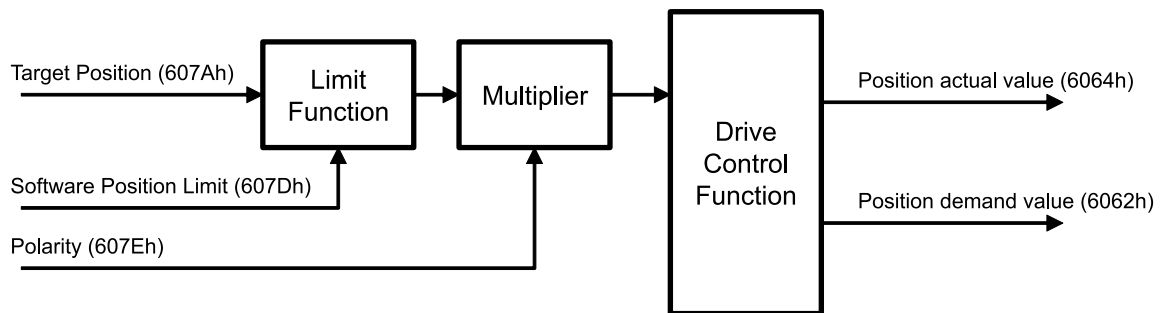 Target Position (607Ah)
Limit
Function
Multiplier
Drive
Control
Function
Position actual value (6064h)
Software Position Limit (607Dh)
Position demand value (6062h)
Polarity (607Eh)